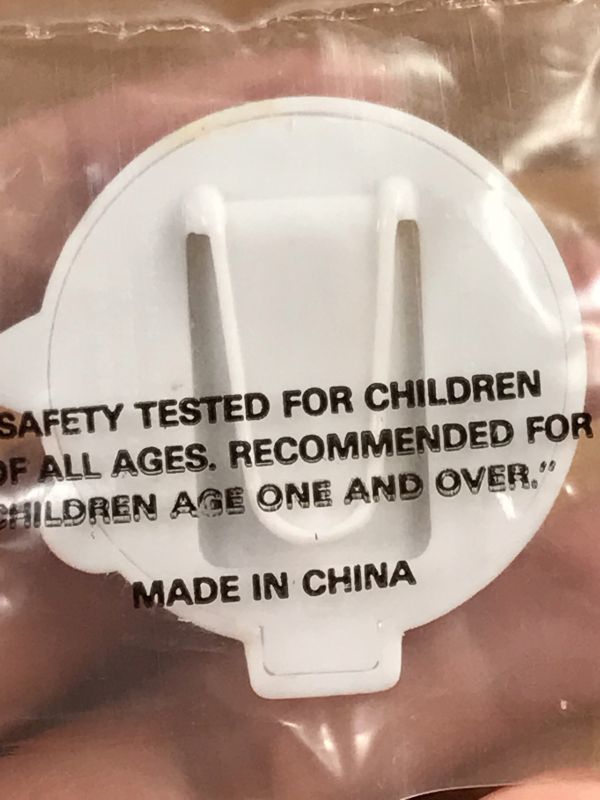 SAFETY TESTED FOR CHILDREN
OF ALL AGES. RECOMMENDED FOR
CHILDREN AGE ONE AND OVER."
MADE IN CHINA